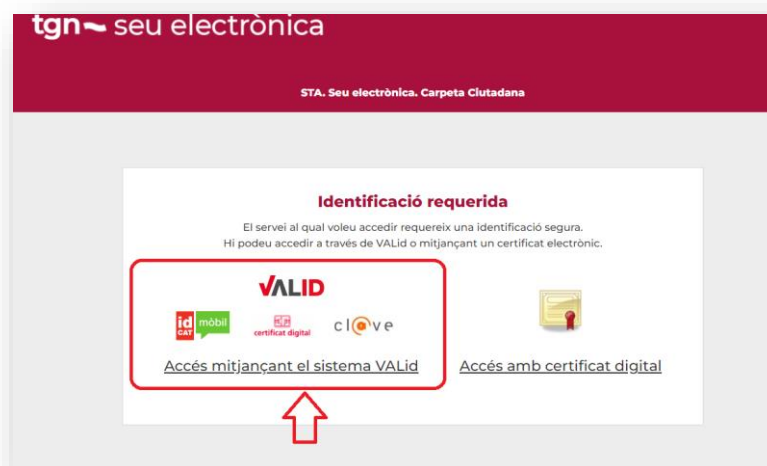 tgn seu electrònica
STA. Seu electrònica. Carpeta Ciutadana
Identificació requerida
El servei al qual voleu accedir requereix una identificació segura.
Hi podeu accedir a través de VALid o mitjançant un certificat electrònic.
VALID
id CAT mòbil
certificat digital
cl@ve
Accés mitjançant el sistema VALid
Accés amb certificat digital